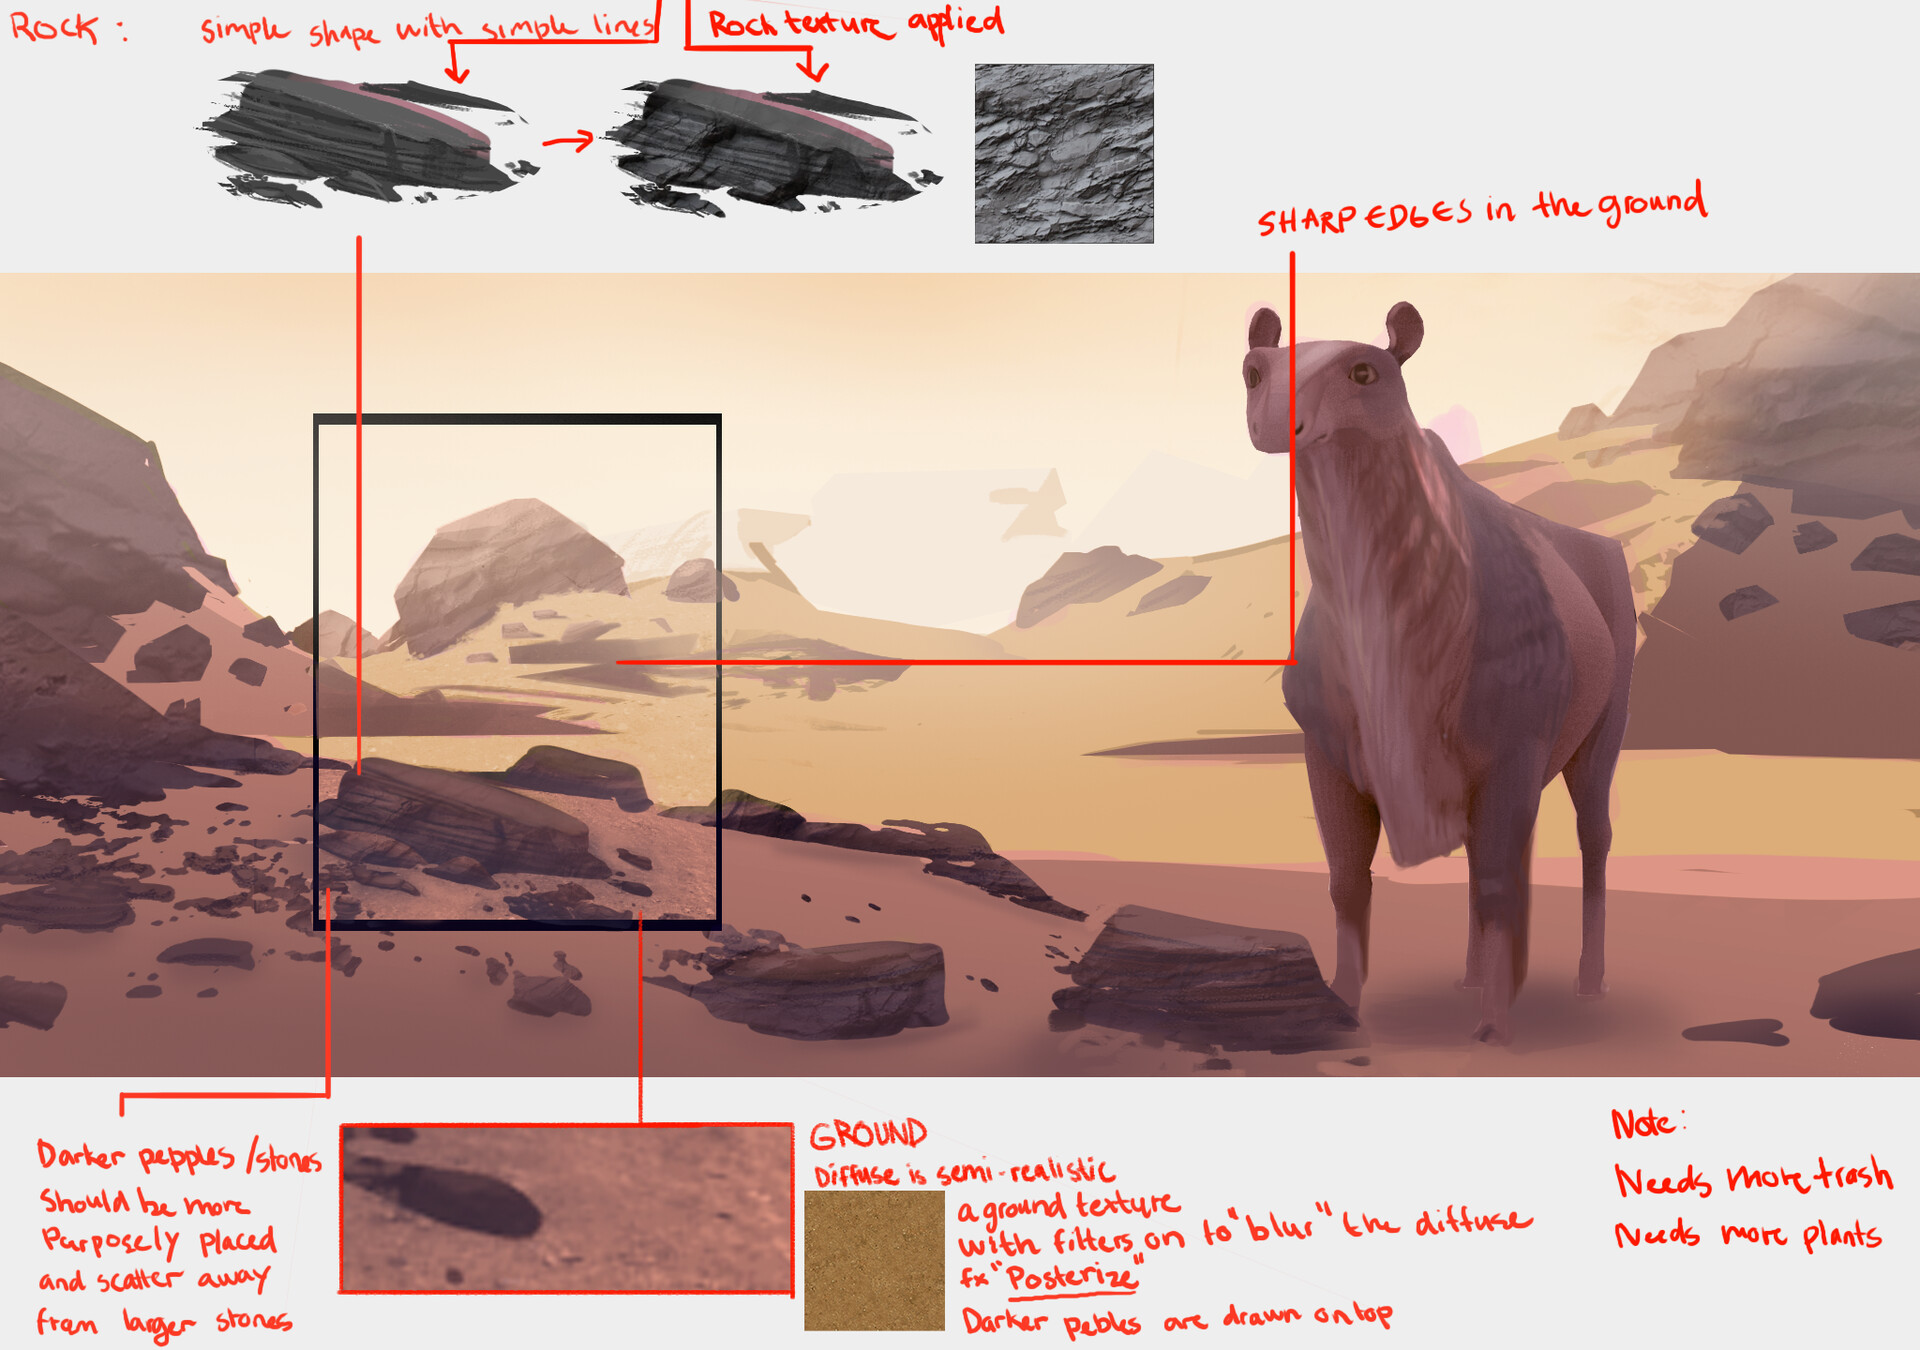 ROCK :
simple shape with simple lines
Rock texture applied
SHARP EDGES in the ground
Darker pepples/stones
Should be more
Purposely placed
and scatter away
from larger stones
GROUND
Diffuse is semi-realistic
a ground texture
with filters on to "blur" the diffuse
fx "Posterize"
Darker pebles are drawn on top
Note:
Needs more trash
Needs more plants